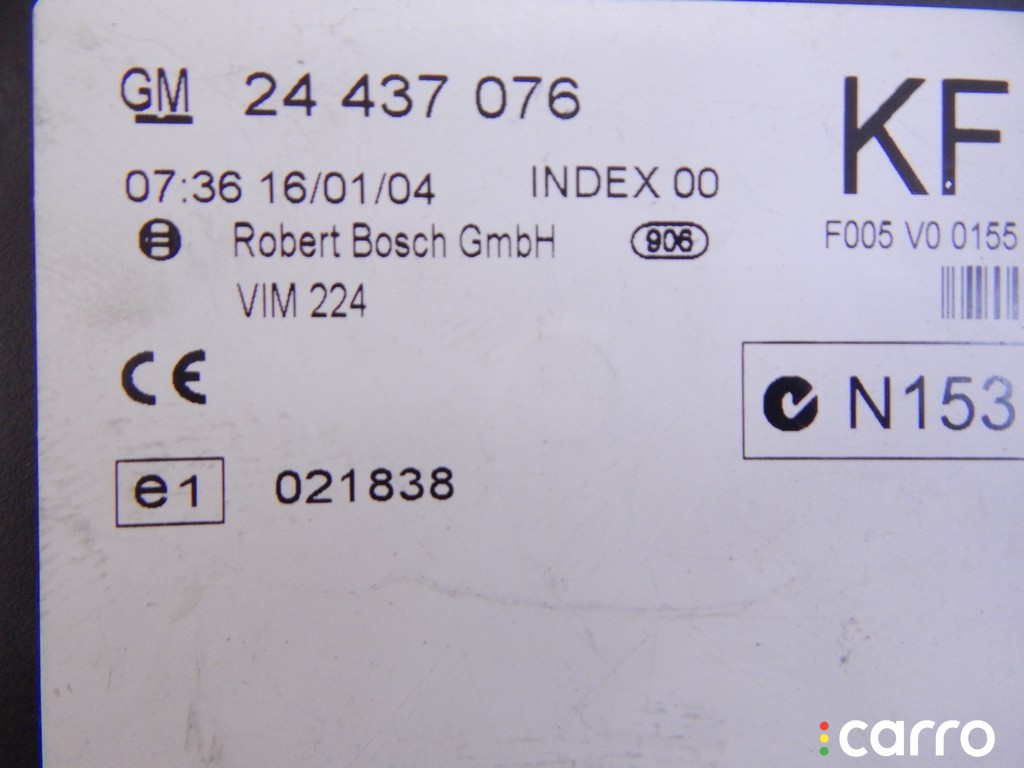 GM 24 437 076 KF
07:36 16/01/04 INDEX 00
Robert Bosch GmbH 906 F005 V0 0155
VIM 224
CE
N153
e1 021838
carro